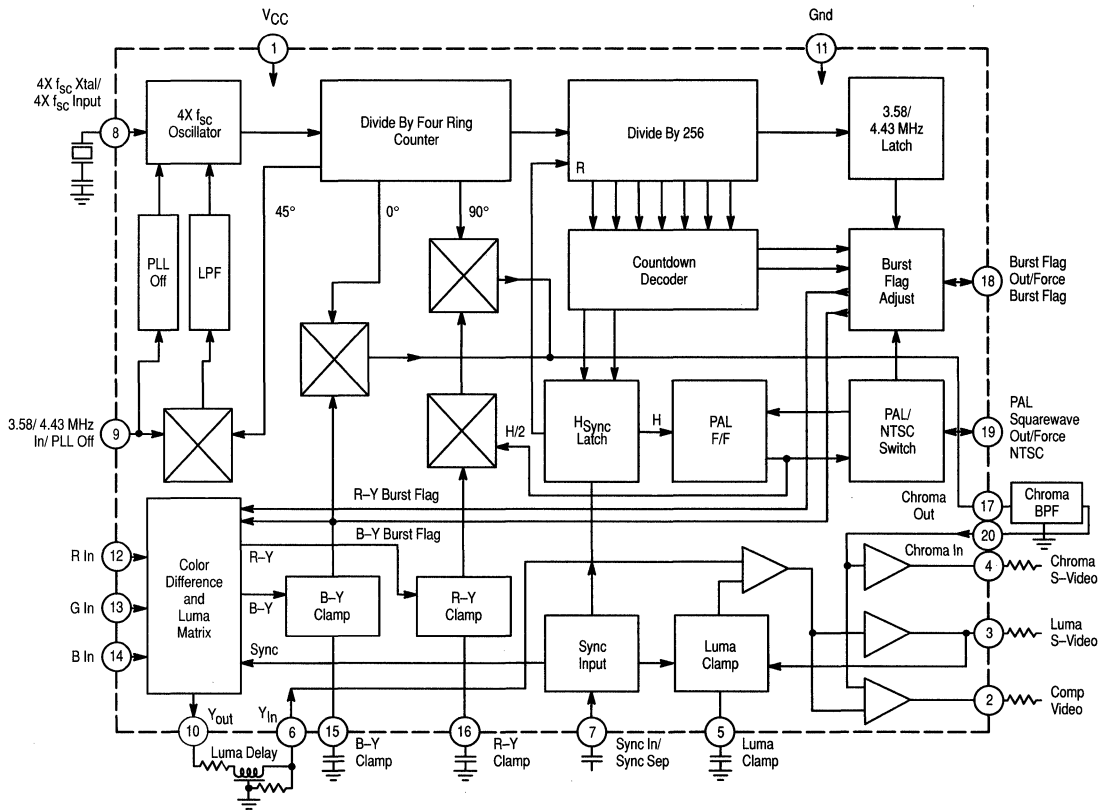 VCC
1
Gnd
11
4X fsc Xtal/
4X fsc Input
8
4X fsc
Oscillator
Divide By Four Ring
Counter
Divide By 256
R
3.58/
4.43 MHz
Latch
45°
0°
90°
PLL
Off
LPF
Countdown
Decoder
Burst
Flag
Adjust
18
Burst Flag
Out/Force
Burst Flag
3.58/ 4.43 MHz
In/ PLL Off
9
H/2
HSync
Latch
H
PAL
F/F
PAL/
NTSC
Switch
19
PAL
Squarewave
Out/Force
NTSC
R–Y Burst Flag
B–Y Burst Flag
Chroma
Out
17
Chroma
BPF
20
Chroma In
4
Chroma
S–Video
R In
12
G In
13
B In
14
Color
Difference
and
Luma
Matrix
R–Y
B–Y
Sync
B–Y
Clamp
R–Y
Clamp
Sync
Input
Luma
Clamp
3
Luma
S–Video
2
Comp
Video
10
Yout
YIn
6
15
B–Y
Clamp
16
R–Y
Clamp
7
Sync In/
Sync Sep
5
Luma
Clamp
Luma Delay